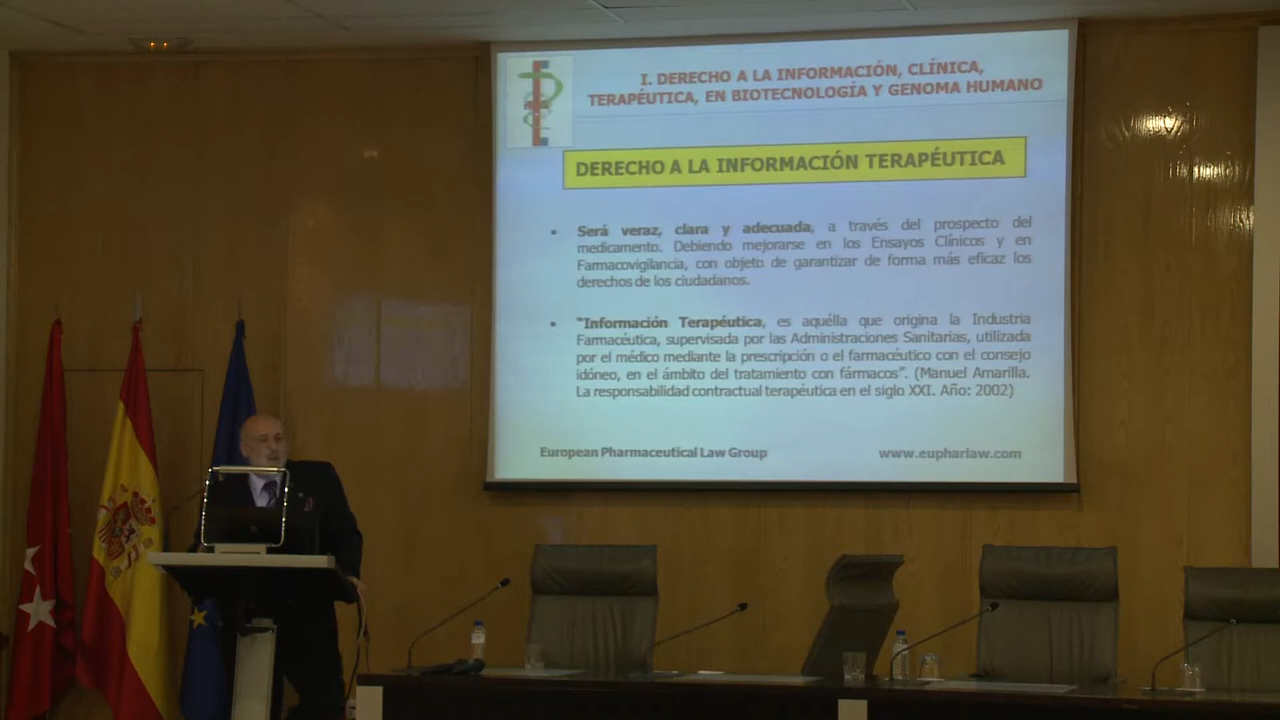 I. DERECHO A LA INFORMACIÓN, CLÍNICA,
TERAPÉUTICA, EN BIOTECNOLOGÍA Y GENOMA HUMANO
DERECHO A LA INFORMACIÓN TERAPÉUTICA
• Será veraz, clara y adecuada, a través del prospecto del
medicamento. Debiendo mejorarse en los Ensayos Clínicos y en
Farmacovigilancia, con objeto de garantizar de forma más eficaz los
derechos de los ciudadanos.
• "Información Terapéutica, es aquélla que origina la Industria
Farmacéutica, supervisada por las Administraciones Sanitarias, utilizada
por el médico mediante la prescripción o el farmacéutico con el consejo
idóneo, en el ámbito del tratamiento con fármacos". (Manuel Amarilla.
La responsabilidad contractual terapéutica en el siglo XXI. Año: 2002)
European Pharmaceutical Law Group
www.eupharlaw.com